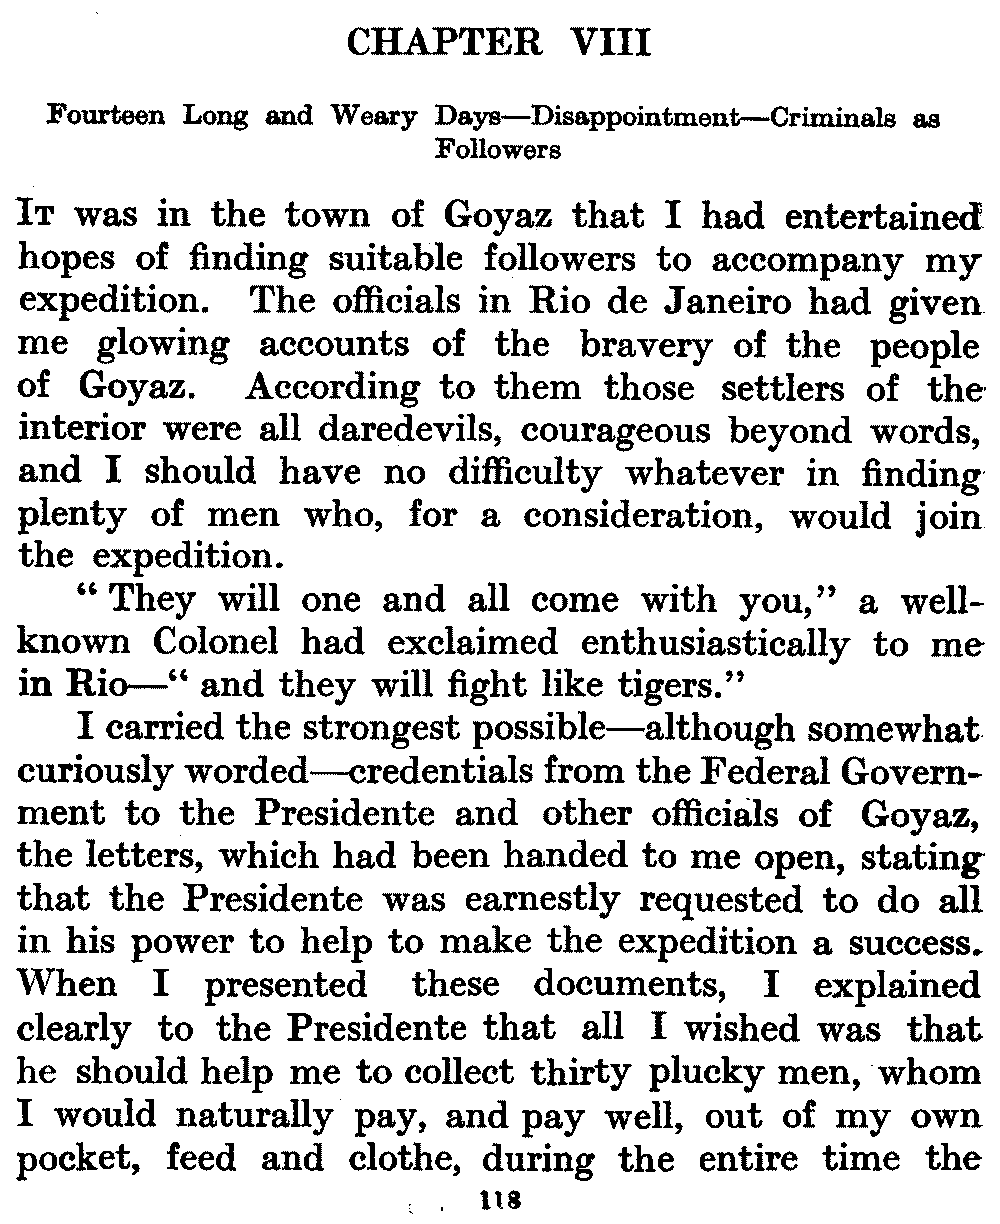 CHAPTER VIII
Fourteen Long and Weary Days—Disappointment—Criminals as
Followers
IT was in the town of Goyaz that I had entertained
hopes of finding suitable followers to accompany my
expedition. The officials in Rio de Janeiro had given
me glowing accounts of the bravery of the people
of Goyaz. According to them those settlers of the
interior were all daredevils, courageous beyond words,
and I should have no difficulty whatever in finding
plenty of men who, for a consideration, would join
the expedition.
“ They will one and all come with you,” a well-
known Colonel had exclaimed enthusiastically to me
in Rio—“ and they will fight like tigers.”
I carried the strongest possible—although somewhat
curiously worded—credentials from the Federal Govern-
ment to the Presidente and other officials of Goyaz,
the letters, which had been handed to me open, stating
that the Presidente was earnestly requested to do all
in his power to help to make the expedition a success.
When I presented these documents, I explained
clearly to the Presidente that all I wished was that
he should help me to collect thirty plucky men, whom
I would naturally pay, and pay well, out of my own
pocket, feed and clothe, during the entire time the
118